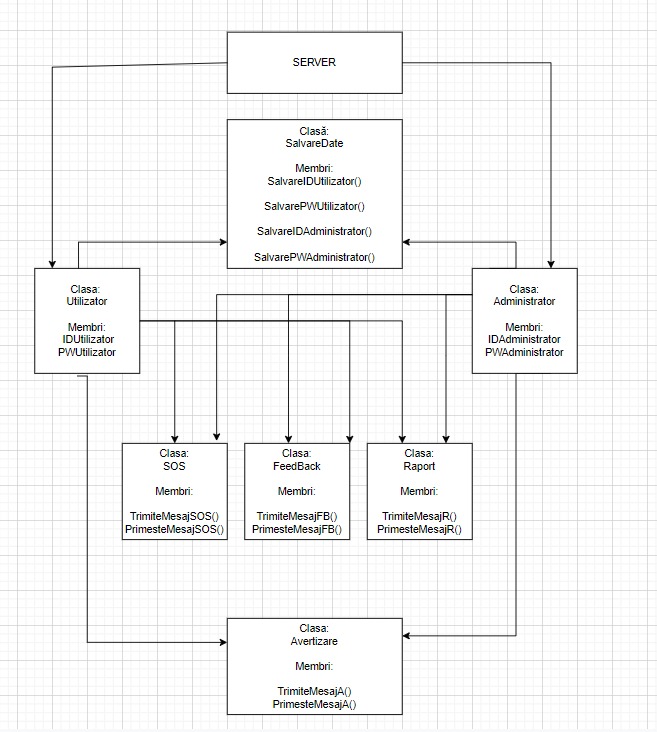 SERVER
Clasă:
SalvareDate
Membri:
SalvareIDUtilizator()
SalvarePWUtilizator()
SalvareIDAdministrator()
SalvarePWAdministrator()
Clasa:
Utilizator
Membri:
IDUtilizator
PWUtilizator
Clasa:
Administrator
Membri:
IDAdministrator
PWAdministrator
Clasa:
SOS
Membri:
TrimiteMesajSOS()
PrimesteMesajSOS()
Clasa:
FeedBack
Membri:
TrimiteMesajFB()
PrimesteMesajFB()
Clasa:
Raport
Membri:
TrimiteMesajR()
PrimesteMesajR()
Clasa:
Avertizare
Membri:
TrimiteMesajA()
PrimesteMesajA()